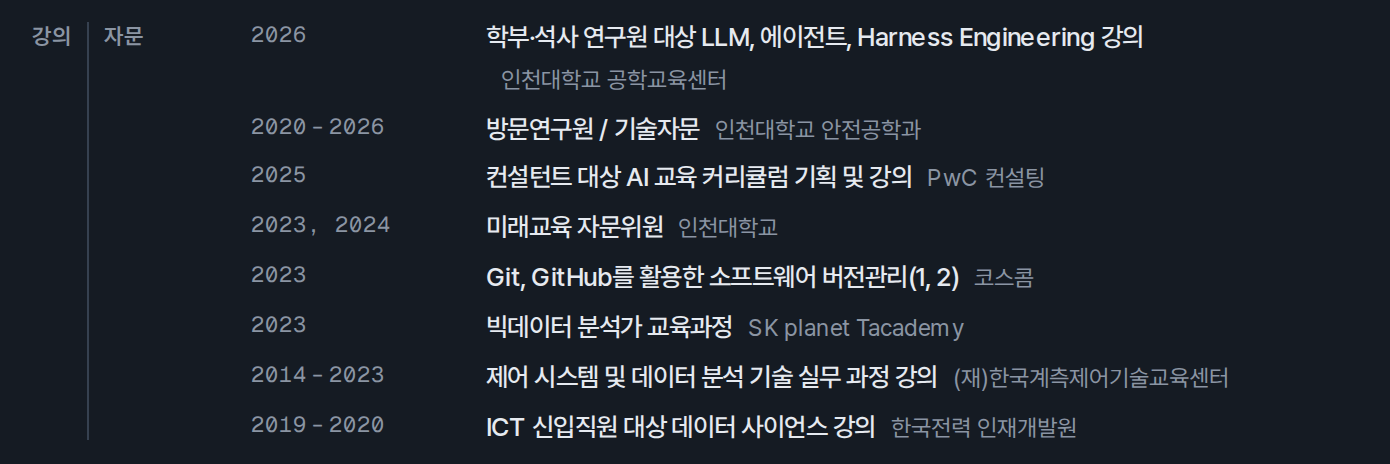 강의 | 자문 2026 학부·석사 연구원 대상 LLM, 에이전트, Harness Engineering 강의
인천대학교 공학교육센터
2020-2026 방문연구원 / 기술자문 인천대학교 안전공학과
2025 컨설턴트 대상 AI 교육 커리큘럼 기획 및 강의 PwC 컨설팅
2023, 2024 미래교육 자문위원 인천대학교
2023 Git, GitHub를 활용한 소프트웨어 버전관리(1, 2) 코스콤
2023 빅데이터 분석가 교육과정 SK planet Tacademy
2014-2023 제어 시스템 및 데이터 분석 기술 실무 과정 강의 (재)한국계측제어기술교육센터
2019-2020 ICT 신입직원 대상 데이터 사이언스 강의 한국전력 인재개발원